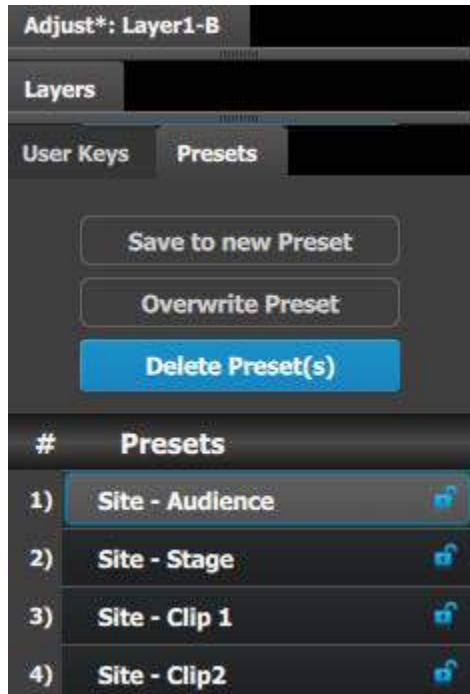 Adjust*: Layer1-B
Layers
User Keys Presets
Save to new Preset
Overwrite Preset
Delete Preset(s)
# Presets
1) Site - Audience
2) Site - Stage
3) Site - Clip 1
4) Site - Clip2